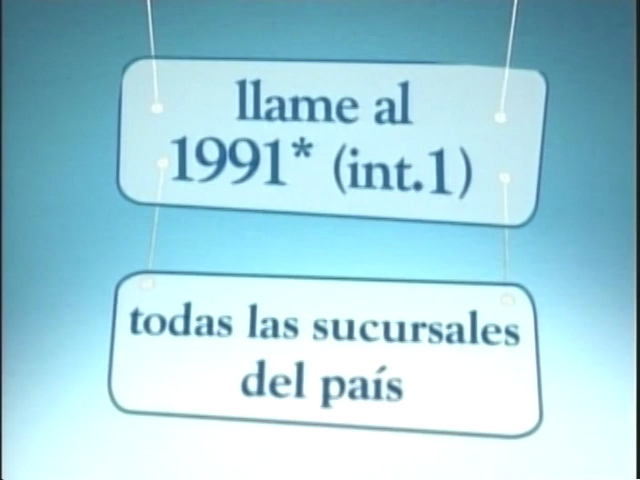 llame al
1991* (int.1)
todas las sucursales
del país